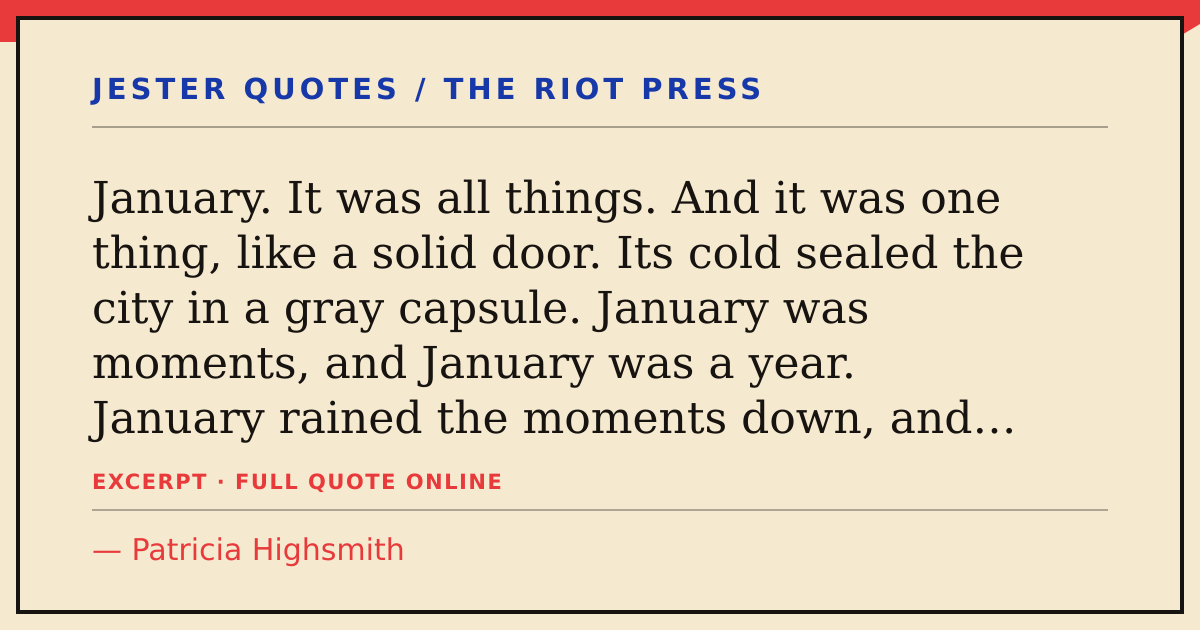 JESTER QUOTES / THE RIOT PRESS
January. It was all things. And it was one
thing, like a solid door. Its cold sealed the
city in a gray capsule. January was
moments, and January was a year.
January rained the moments down, and…
EXCERPT · FULL QUOTE ONLINE
— Patricia Highsmith